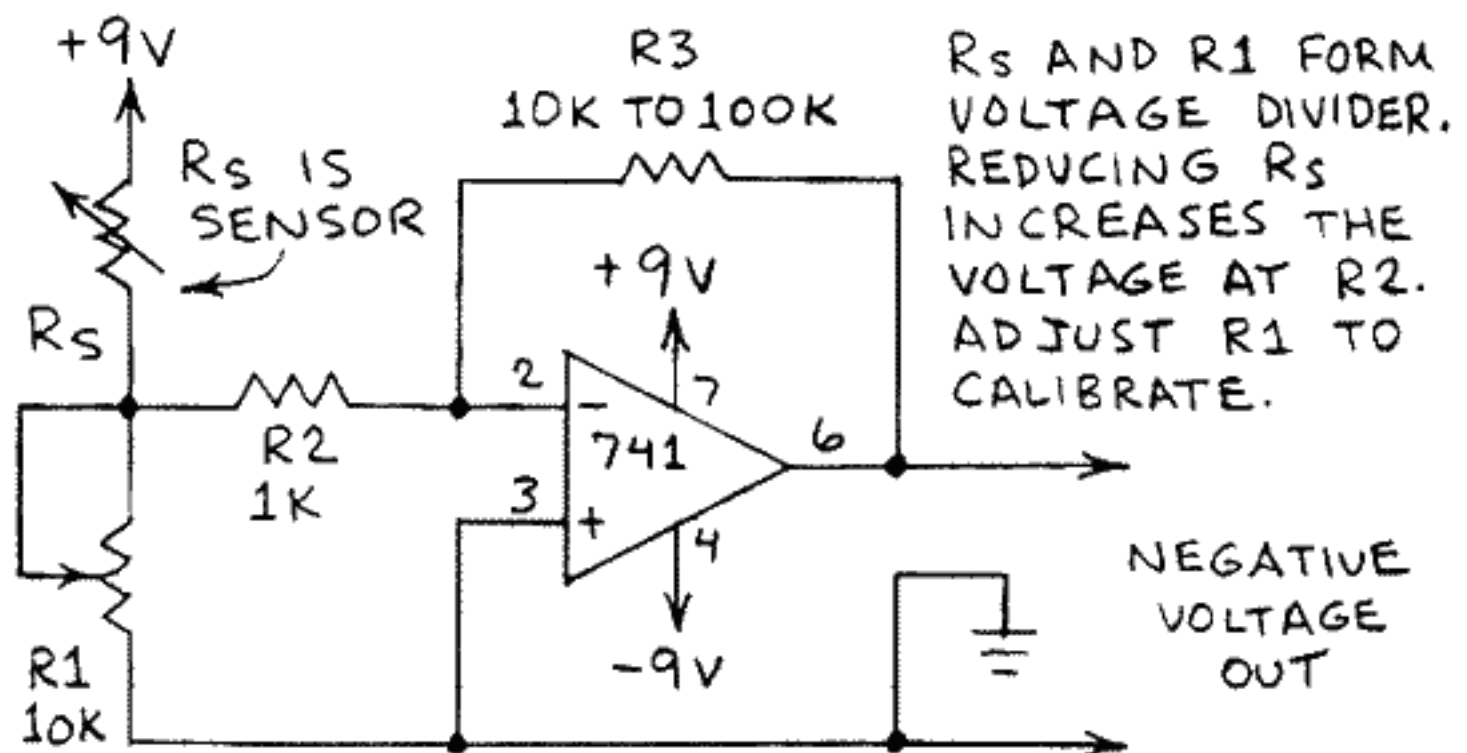 +9V
Rs IS
SENSOR
Rs
R1
10K
R2
1K
R3
10K TO 100K
+9V
2
-
7
741
6
3
+
4
-9V
Rs AND R1 FORM
VOLTAGE DIVIDER.
REDUCING Rs
INCREASES THE
VOLTAGE AT R2.
ADJUST R1 TO
CALIBRATE.
NEGATIVE
VOLTAGE
OUT